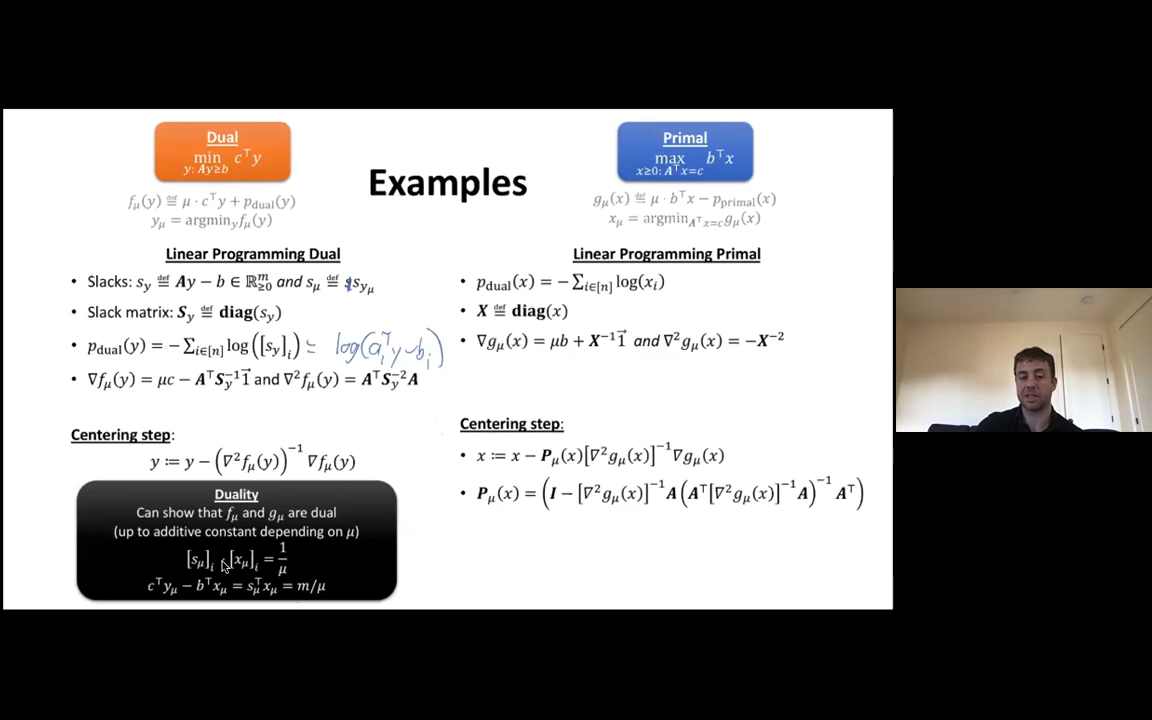 Examples
Dual
min c⊤y
y: Ay≥b
f_μ(y) ≝ μ · c⊤y + p_dual(y)
y_μ = argmin_y f_μ(y)
Linear Programming Dual
• Slacks: s_y ≝ Ay − b ∈ ℝ^m_≥0 and s_μ ≝ s_{y_μ}
• Slack matrix: S_y ≝ diag(s_y)
• p_dual(y) = −∑_{i∈[n]} log([s_y]_i) = log(a_i^T y − b_i)
• ∇f_μ(y) = μc − A⊤S_y^{−1}1⃗ and ∇²f_μ(y) = A⊤S_y^{−2}A
Centering step:
y ≔ y − (∇²f_μ(y))^{−1} ∇f_μ(y)
Duality
Can show that f_μ and g_μ are dual
(up to additive constant depending on μ)
[s_μ]_i · [x_μ]_i = 1/μ
c⊤y_μ − b⊤x_μ = s_μ⊤x_μ = m/μ
Primal
max b⊤x
x≥0: A⊤x=c
g_μ(x) ≝ μ · b⊤x − p_primal(x)
x_μ = argmin_{A⊤x=c} g_μ(x)
Linear Programming Primal
• p_dual(x) = −∑_{i∈[n]} log(x_i)
• X ≝ diag(x)
• ∇g_μ(x) = μb + X^{−1}1⃗ and ∇²g_μ(x) = −X^{−2}
Centering step:
• x ≔ x − P_μ(x)[∇²g_μ(x)]^{−1}∇g_μ(x)
• P_μ(x) = (I − [∇²g_μ(x)]^{−1}A(A⊤[∇²g_μ(x)]^{−1}A)^{−1} A⊤)